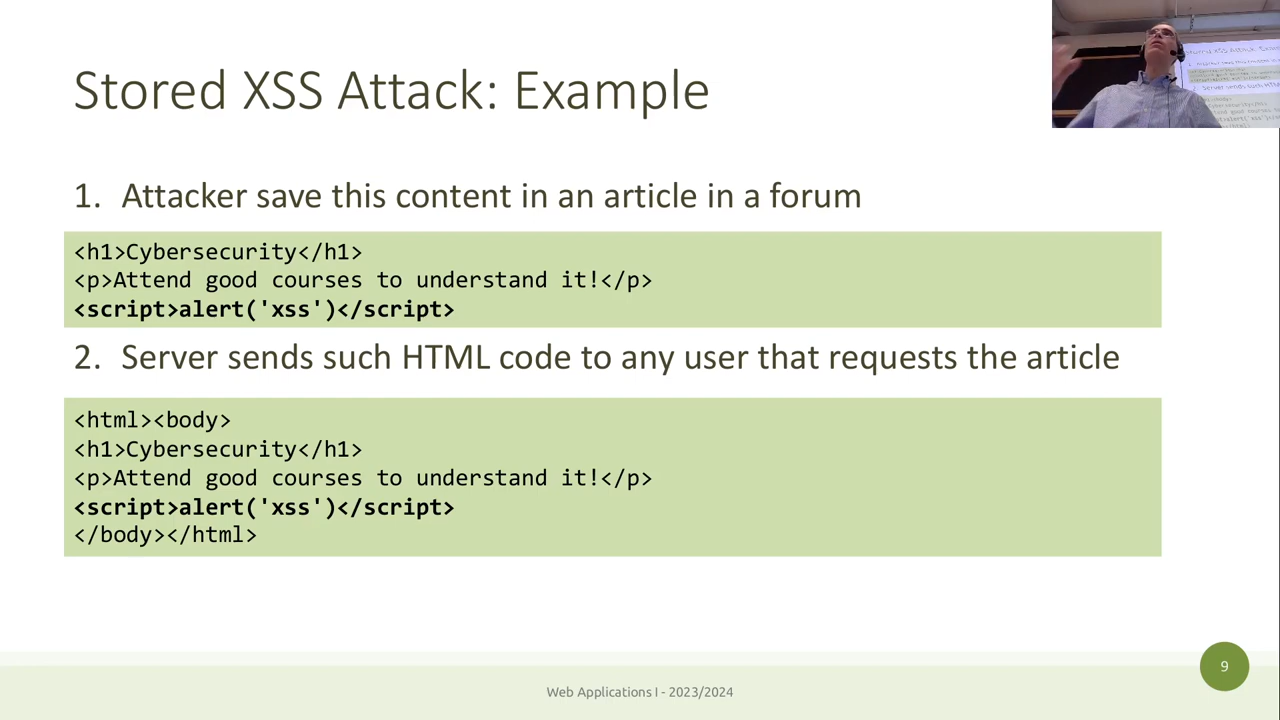 Stored XSS Attack: Example
1. Attacker save this content in an article in a forum
<h1>Cybersecurity</h1>
<p>Attend good courses to understand it!</p>
<script>alert('xss')</script>
2. Server sends such HTML code to any user that requests the article
<html><body>
<h1>Cybersecurity</h1>
<p>Attend good courses to understand it!</p>
<script>alert('xss')</script>
</body></html>
9
Web Applications I - 2023/2024